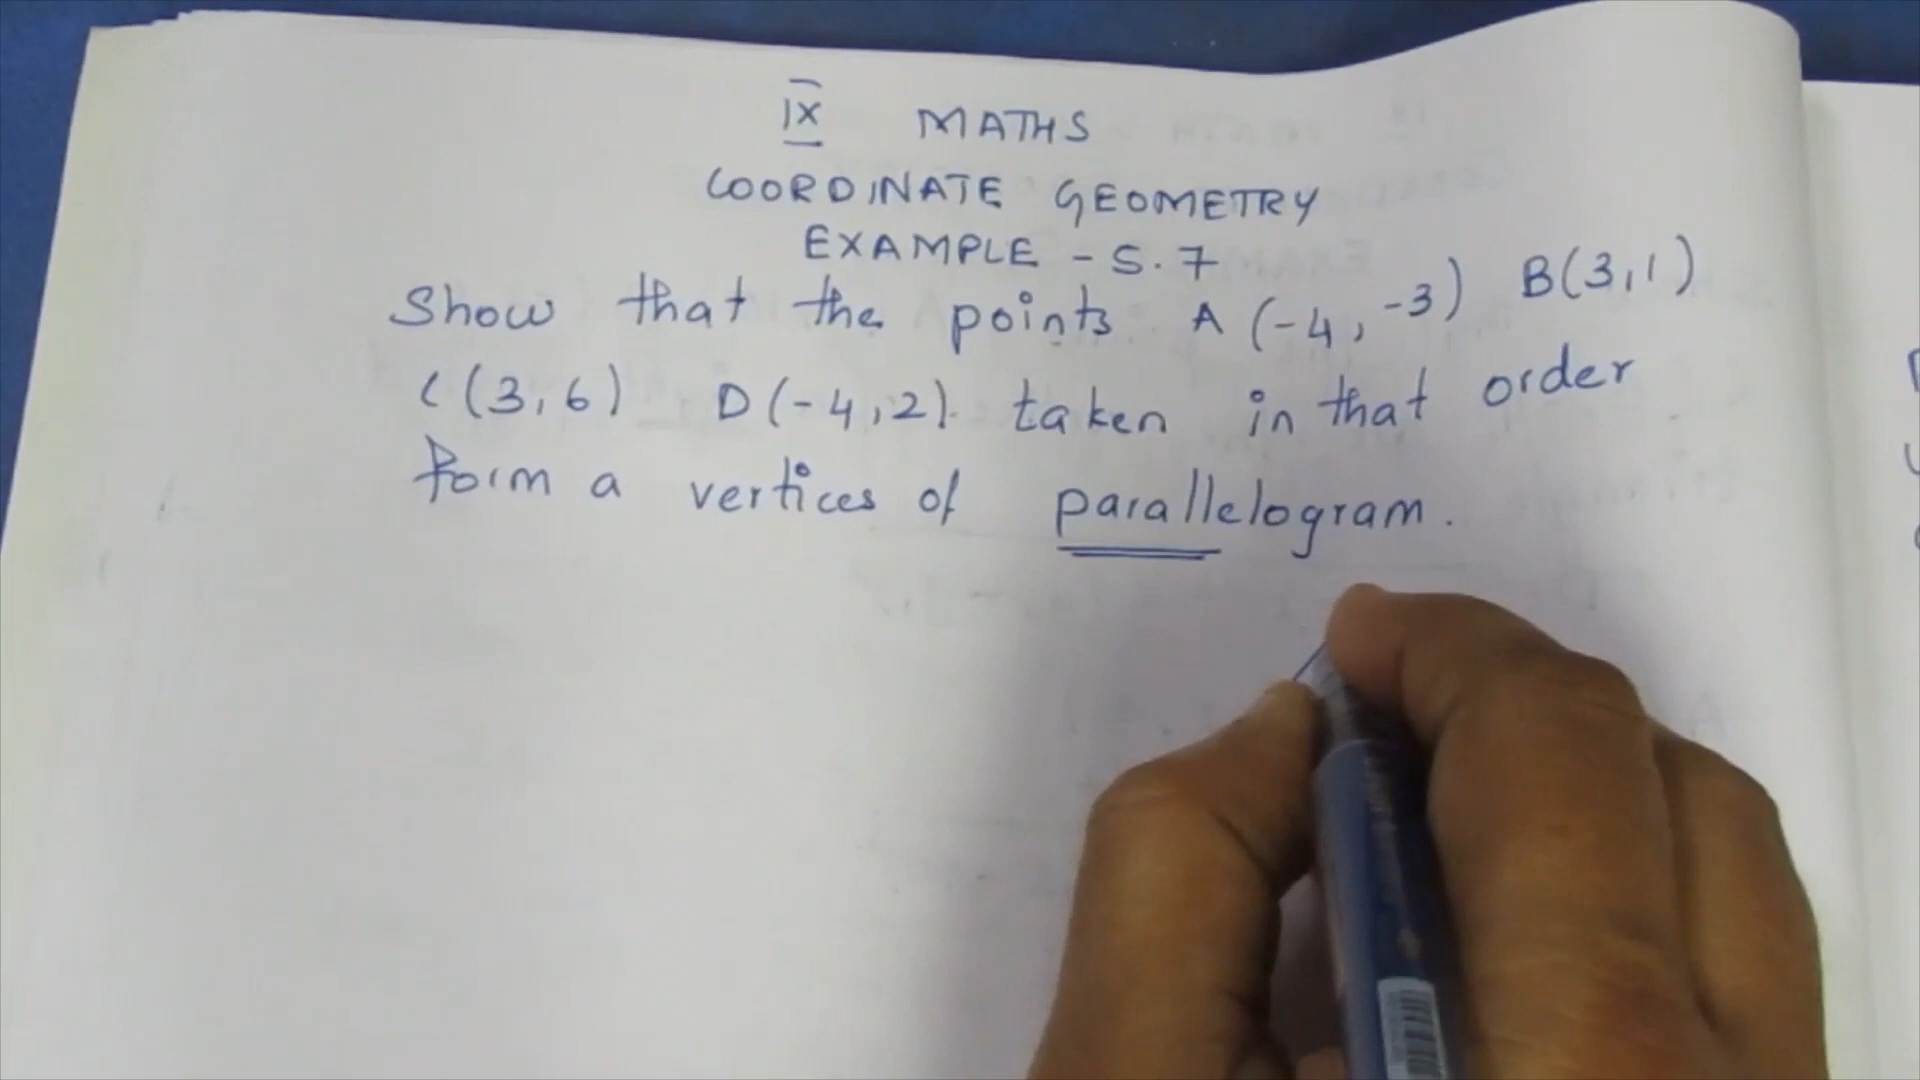 IX MATHS
COORDINATE GEOMETRY
EXAMPLE - 5.7
Show that the points A(-4, -3) B(3,1)
C(3,6) D(-4,2). taken in that order
form a vertices of parallelogram.